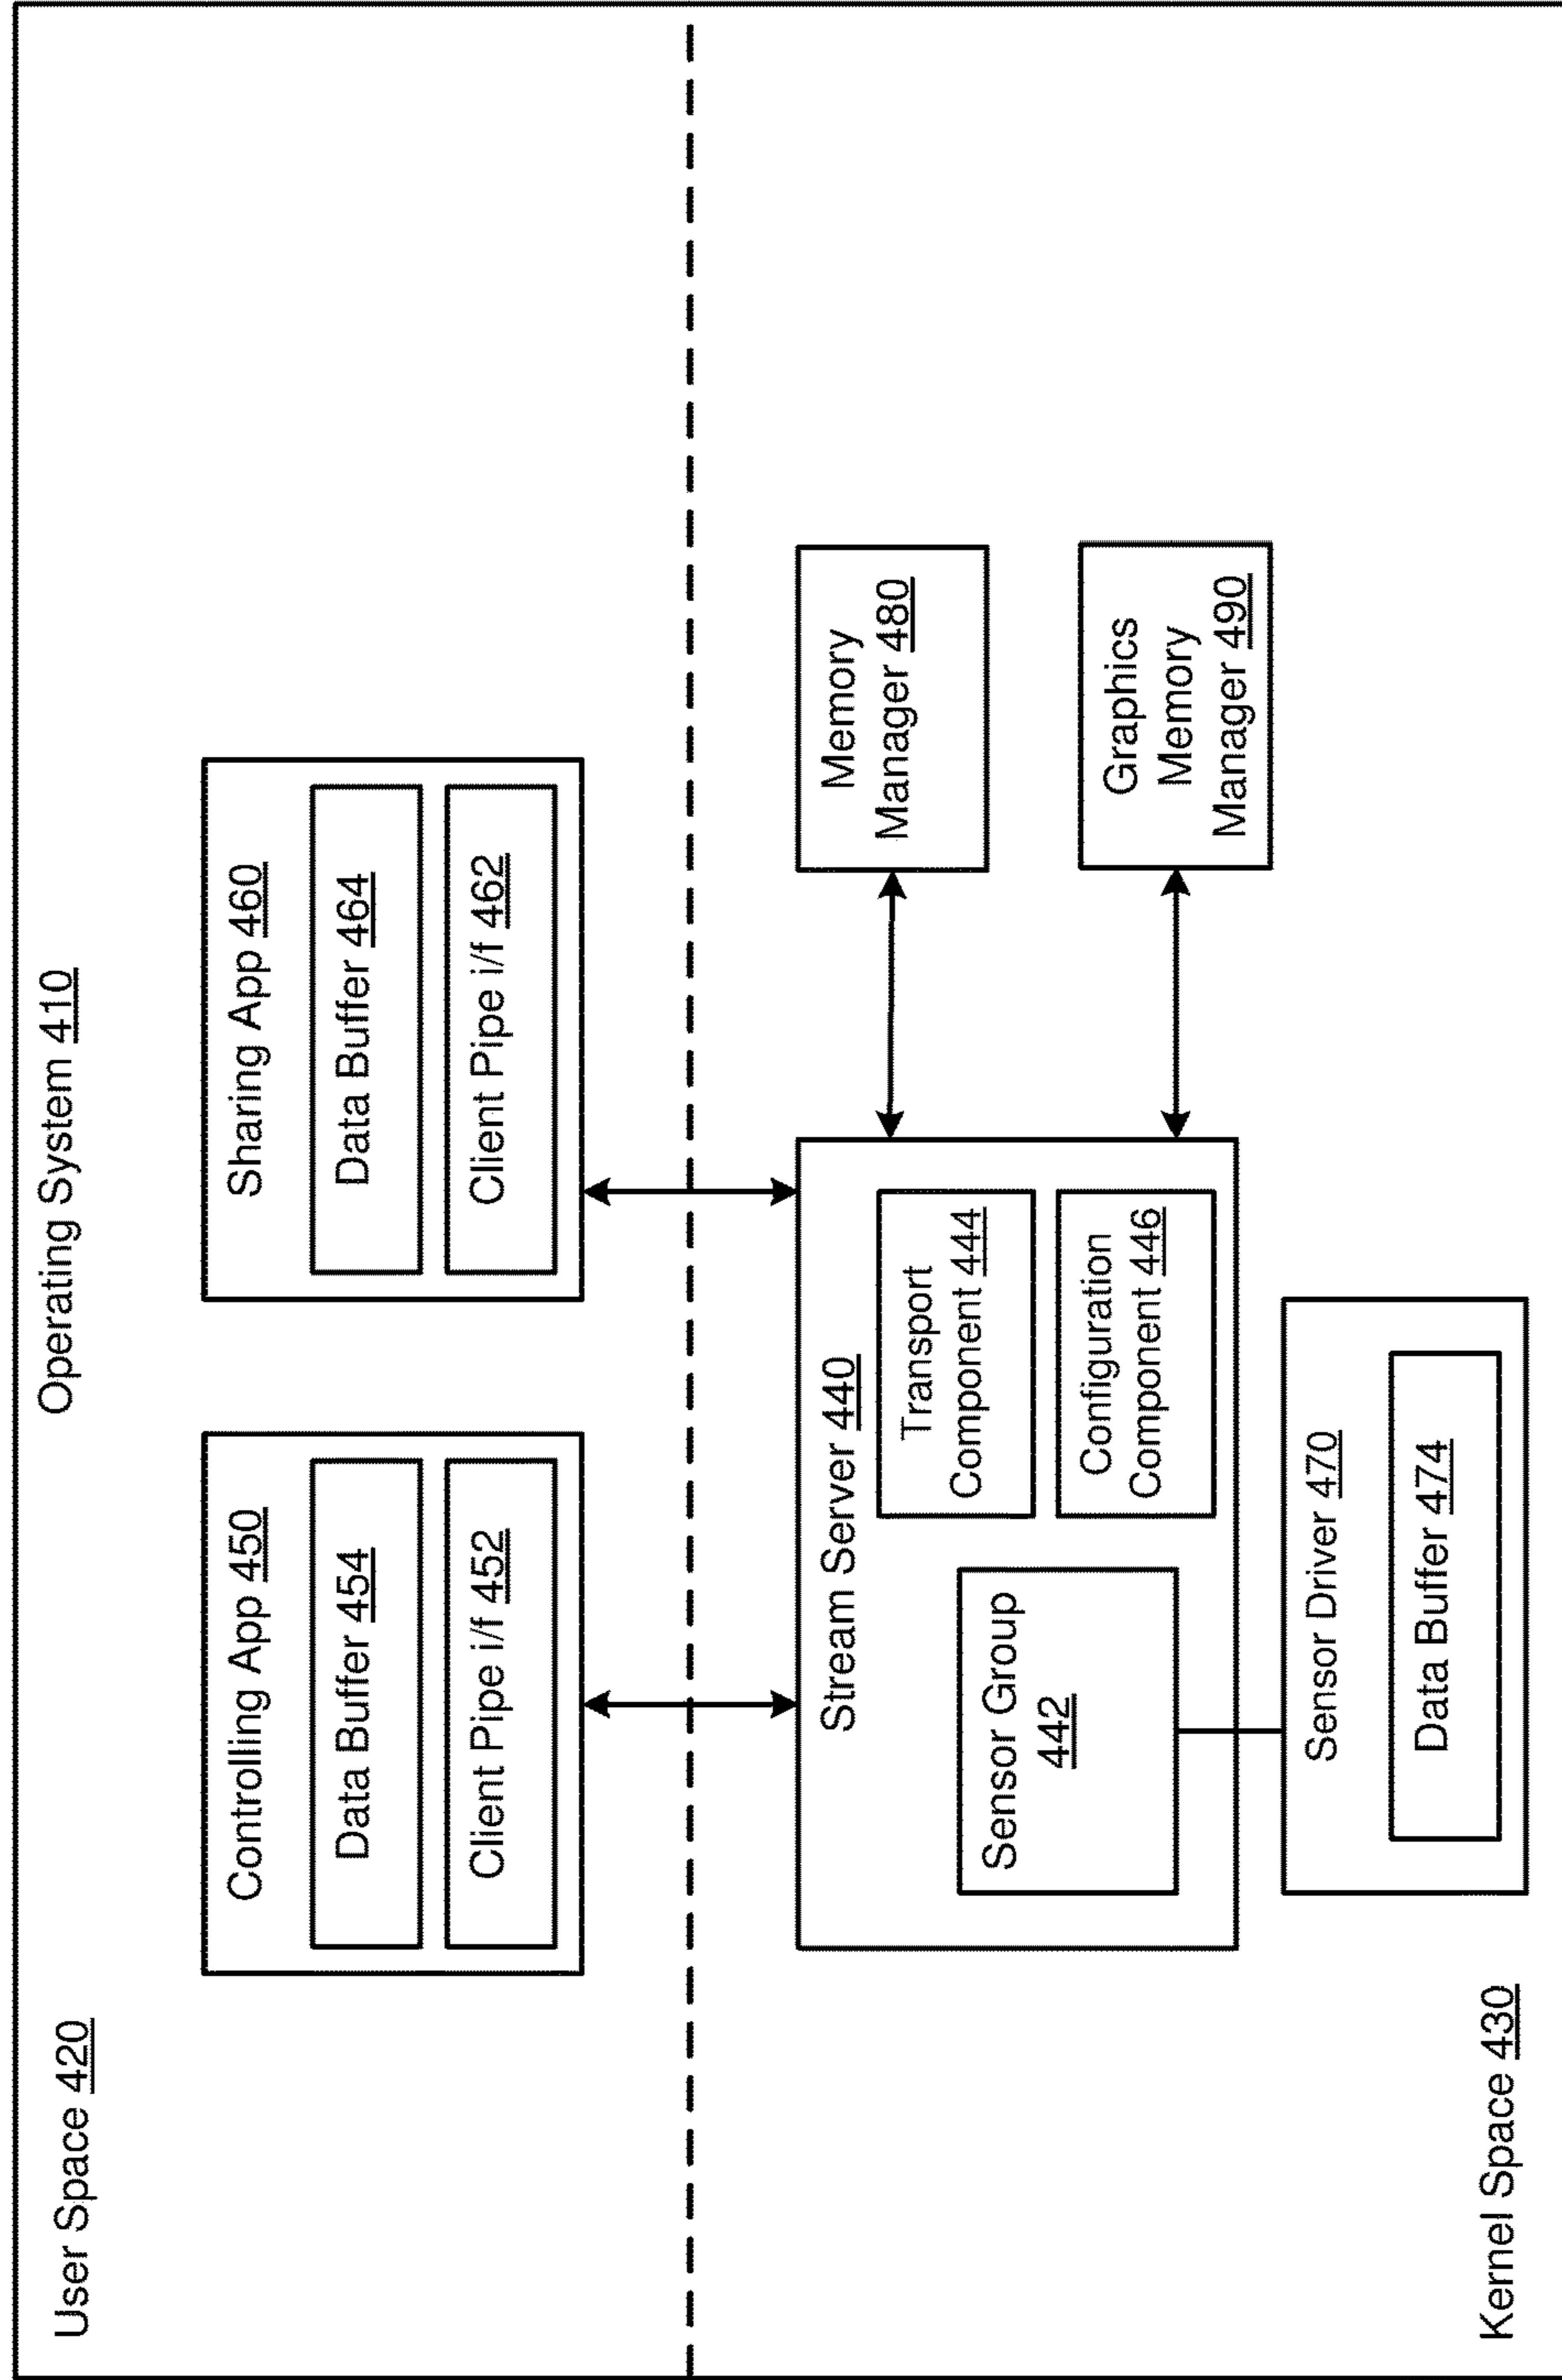 Operating System 410
User Space 420
Controlling App 450
Data Buffer 454
Client Pipe i/f 452
Sharing App 460
Data Buffer 464
Client Pipe i/f 462
Stream Server 440
Sensor Group
442
Transport
Component 444
Configuration
Component 446
Memory
Manager 480
Graphics
Memory
Manager 490
Sensor Driver 470
Data Buffer 474
Kernel Space 430